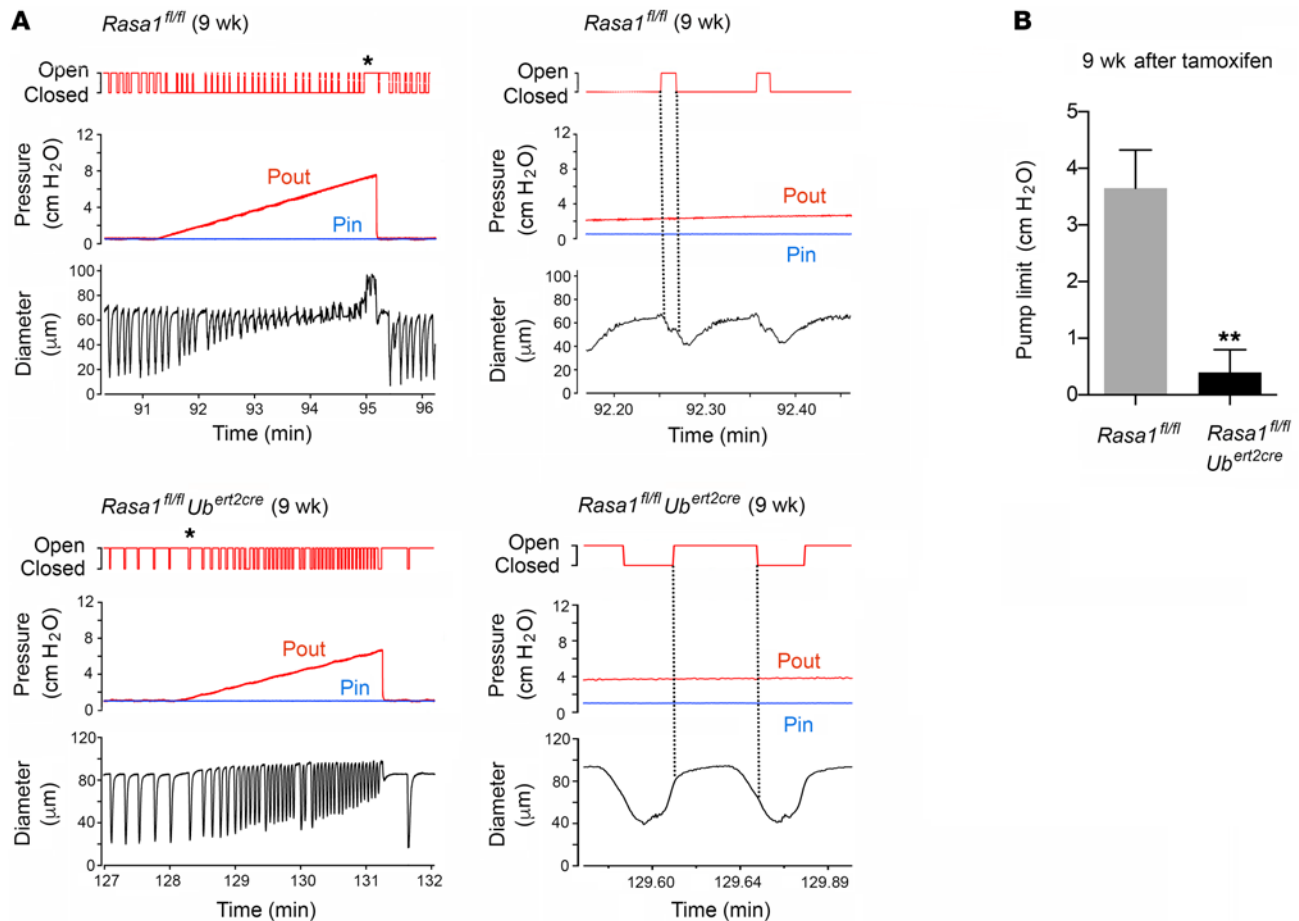 A
Rasa1fl/fl (9 wk)
Open
Closed
*
Pressure (cm H2O)
12
8
4
0
Pout
Pin
Diameter (μm)
100
80
60
40
20
0
91 92 93 94 95 96
Time (min)
Rasa1fl/fl (9 wk)
Open
Closed
Pressure (cm H2O)
12
8
4
0
Pout
Pin
Diameter (μm)
100
80
60
40
20
0
92.20 92.30 92.40
Time (min)
Rasa1fl/fl Ubert2cre (9 wk)
Open
Closed
*
Pressure (cm H2O)
12
8
4
0
Pout
Pin
Diameter (μm)
120
80
40
0
127 128 129 130 131 132
Time (min)
Rasa1fl/fl Ubert2cre (9 wk)
Open
Closed
Pressure (cm H2O)
12
8
4
0
Pout
Pin
Diameter (μm)
120
80
40
0
129.60 129.64 129.89
Time (min)
B
9 wk after tamoxifen
Pump limit (cm H2O)
5
4
3
2
1
0
**
Rasa1fl/fl
Rasa1fl/fl
Ubert2cre